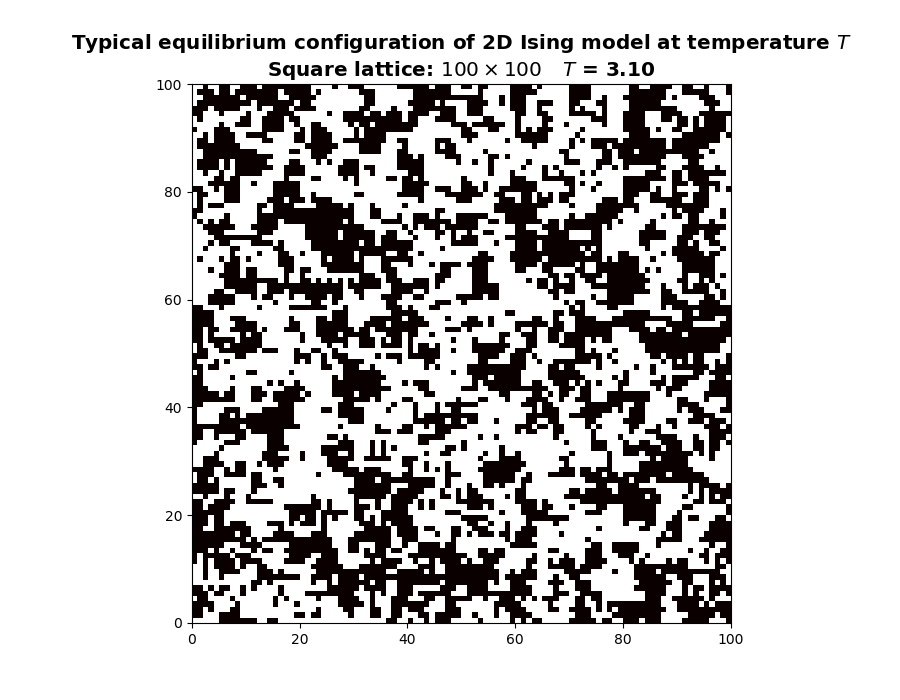 Typical equilibrium configuration of 2D Ising model at temperature T
Square lattice: 100 × 100 T = 3.10
100
80
60
40
20
0
0 20 40 60 80 100